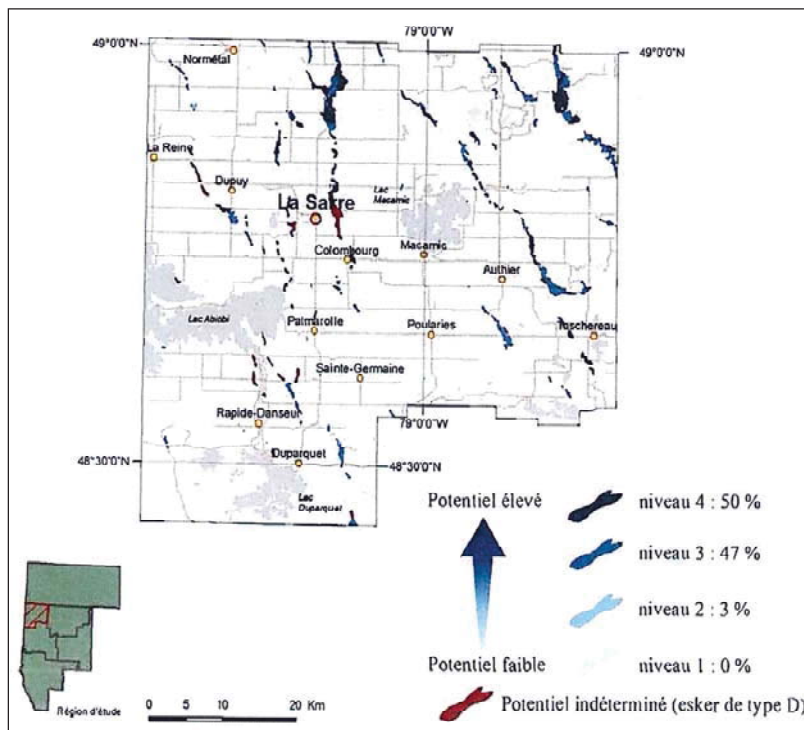 79°0'0"W
49°0'0"N
49°0'0"N
Normétal
La Reine
Dupuy
Lac Macamic
La Sarre
Colombourg
Macamic
Authier
Lac Abiobi
Palmarolle
Poularies
Taschereau
Sainte-Germaine
Rapide-Danseur
79°0'0"W
48°30'0"N
Duparquet
48°30'0"N
Lac Duparquet
Potentiel élevé
niveau 4 : 50 %
niveau 3 : 47 %
niveau 2 : 3 %
Potentiel faible
niveau 1 : 0 %
Potentiel indéterminé (esker de type D)
Région d'étude
0 5 10 20 Km